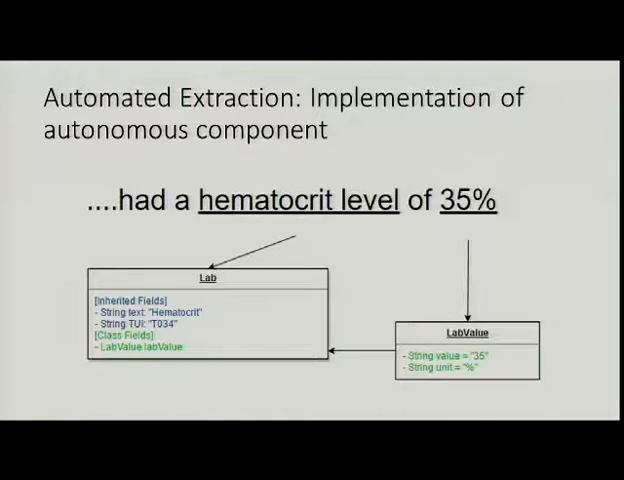 Automated Extraction: Implementation of
autonomous component
....had a hematocrit level of 35%
Lab
[Inherited Fields]
- String text: "Hematocrit"
- String TUI: "T034"
[Class Fields]
- LabValue labValue
LabValue
- String value = "35"
- String unit = "%"